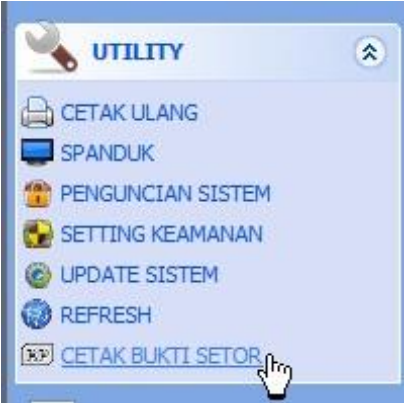 UTILITY
CETAK ULANG
SPANDUK
PENGUNCIAN SISTEM
SETTING KEAMANAN
UPDATE SISTEM
REFRESH
CETAK BUKTI SETOR